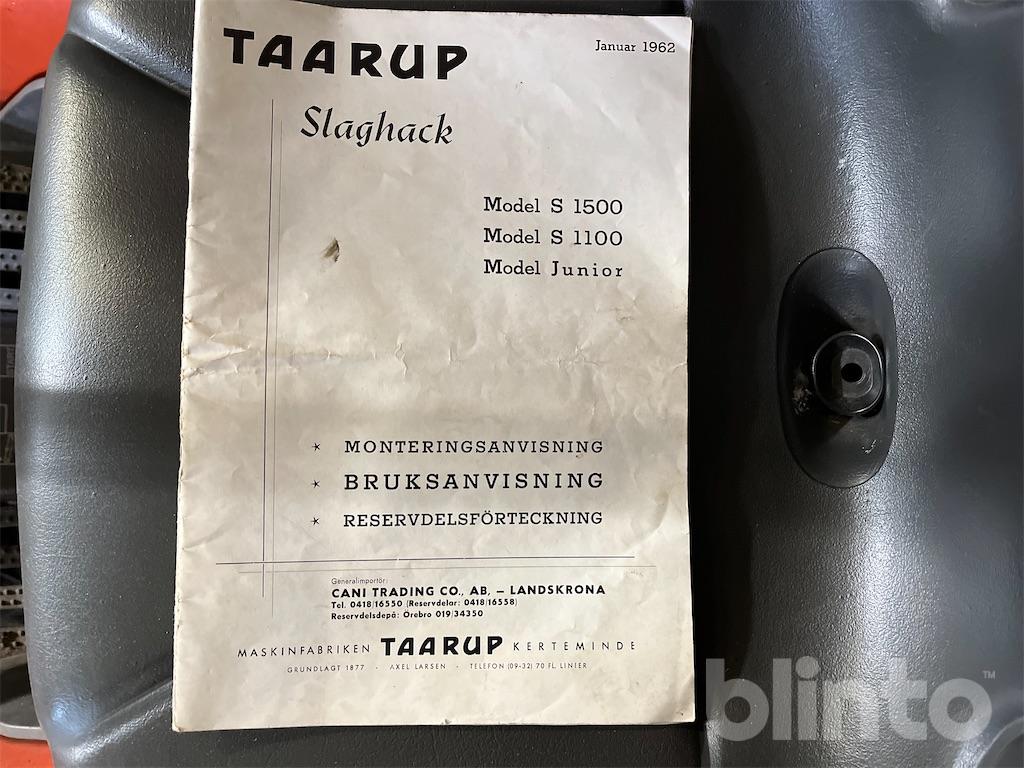 TAARUP
Januar 1962
Slaghack
Model S 1500
Model S 1100
Model Junior
* MONTERINGSANVISNING
* BRUKSANVISNING
* RESERVDELSFÖRTECKNING
Generalimportör:
CANI TRADING CO., AB, – LANDSKRONA
Tel. 0418/16550 (Reservdelar: 0418/16558)
Reservdelsdepå: Örebro 019/34350
MASKINFABRIKEN TAARUP KERTEMINDE
GRUNDLAGT 1877 - AXEL LARSEN - TELEFON (09-32) 70 FL. LINIER
blinto™